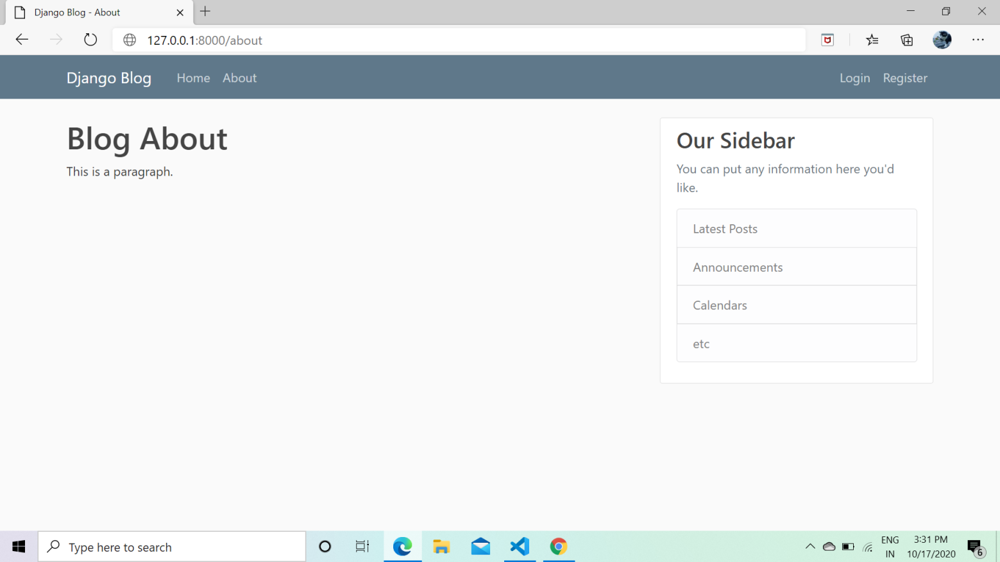 Django Blog - About
127.0.0.1:8000/about
Django Blog Home About Login Register
Blog About
This is a paragraph.
Our Sidebar
You can put any information here you'd
like.
Latest Posts
Announcements
Calendars
etc
Type here to search
ENG
IN
3:31 PM
10/17/2020
6